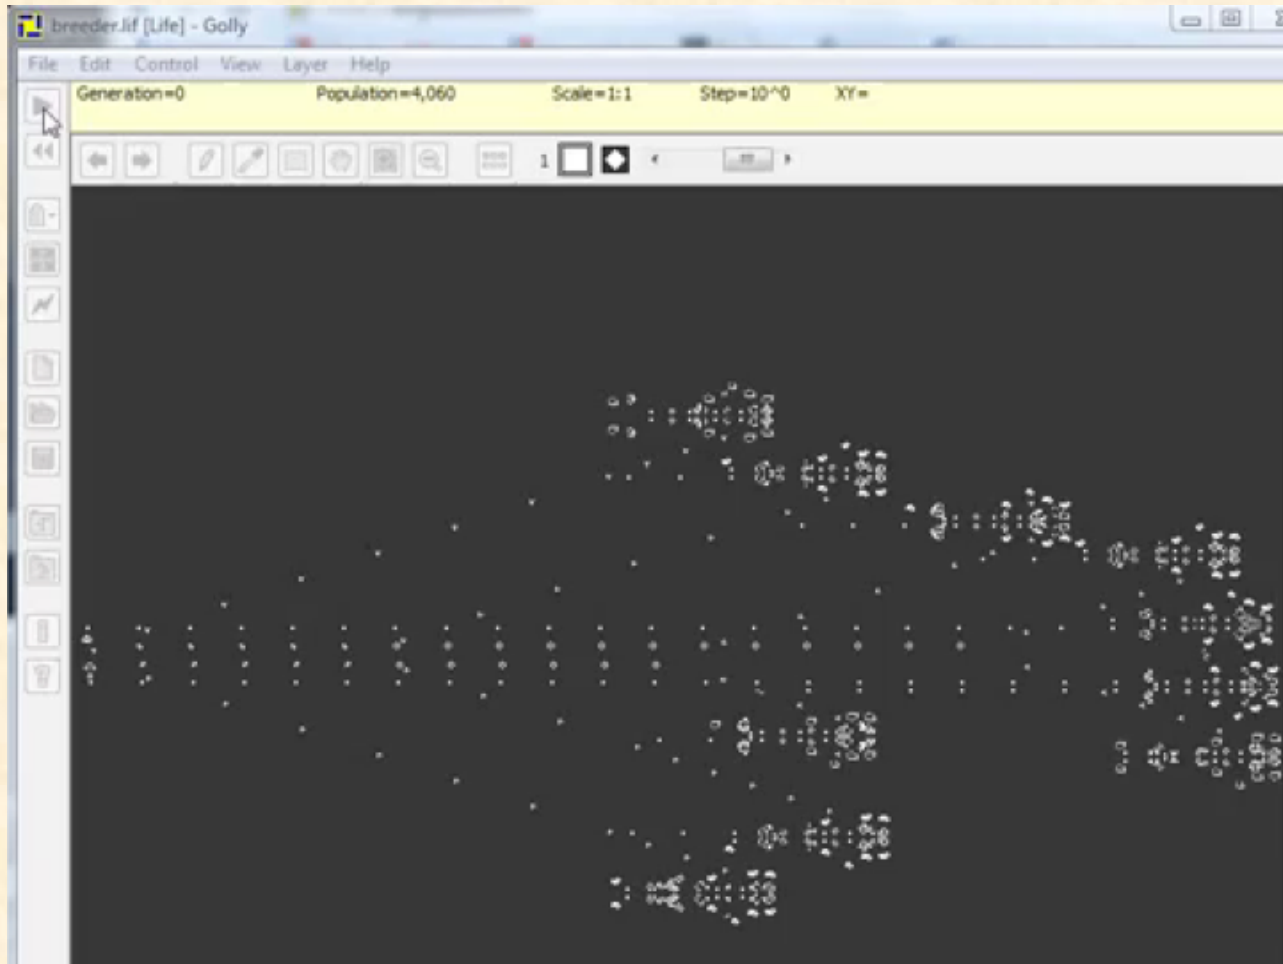 breeder.lif [Life] - Golly
File Edit Control View Layer Help
Generation=0 Population=4,060 Scale=1:1 Step=10^0 XY=
1